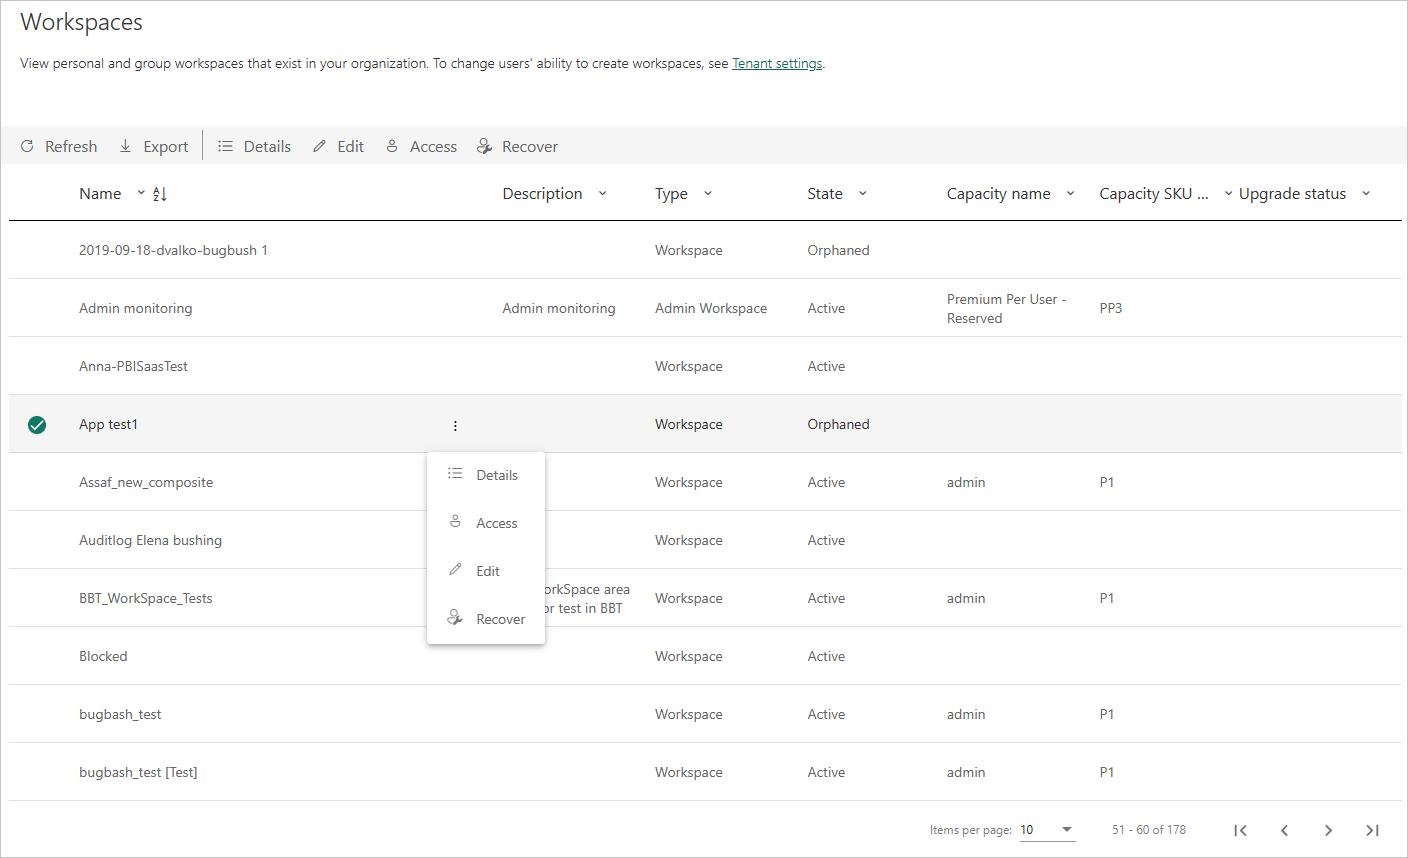 Workspaces
View personal and group workspaces that exist in your organization. To change users' ability to create workspaces, see Tenant settings.
Refresh Export Details Edit Access Recover
Name Description Type State Capacity name Capacity SKU ... Upgrade status
2019-09-18-dvalko-bugbush 1 Workspace Orphaned
Admin monitoring Admin monitoring Admin Workspace Active Premium Per User - PP3
Reserved
Anna-PBISaasTest Workspace Active
App test1 Workspace Orphaned
Details
Assaf_new_composite Workspace Active admin P1
Access
Auditlog Elena bushing Workspace Active
Edit
orkSpace area
BBT_WorkSpace_Tests Workspace Active admin P1
or test in BBT
Recover
Blocked Workspace Active
bugbash_test Workspace Active admin P1
bugbash_test [Test] Workspace Active admin P1
Items per page: 10 51 - 60 of 178